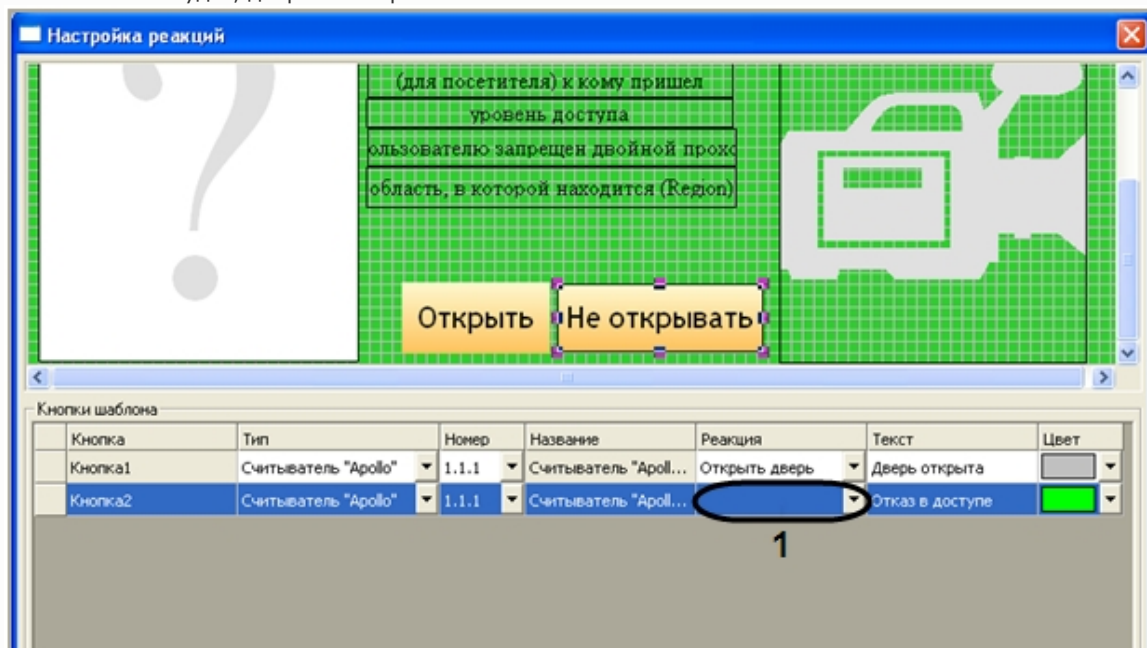 Настройка реакций
(для посетителя) к кому пришел
уровень доступа
ользователю запрещен двойной прохо
область, в которой находится (Region)
Открыть
Не открывать
Кнопки шаблона
Кнопка Тип Номер Название Реакция Текст Цвет
Кнопка1 Считыватель "Apollo" 1.1.1 Считыватель "Apoll... Открыть дверь Дверь открыта
Кнопка2 Считыватель "Apollo" 1.1.1 Считыватель "Apoll... Отказ в доступе
1